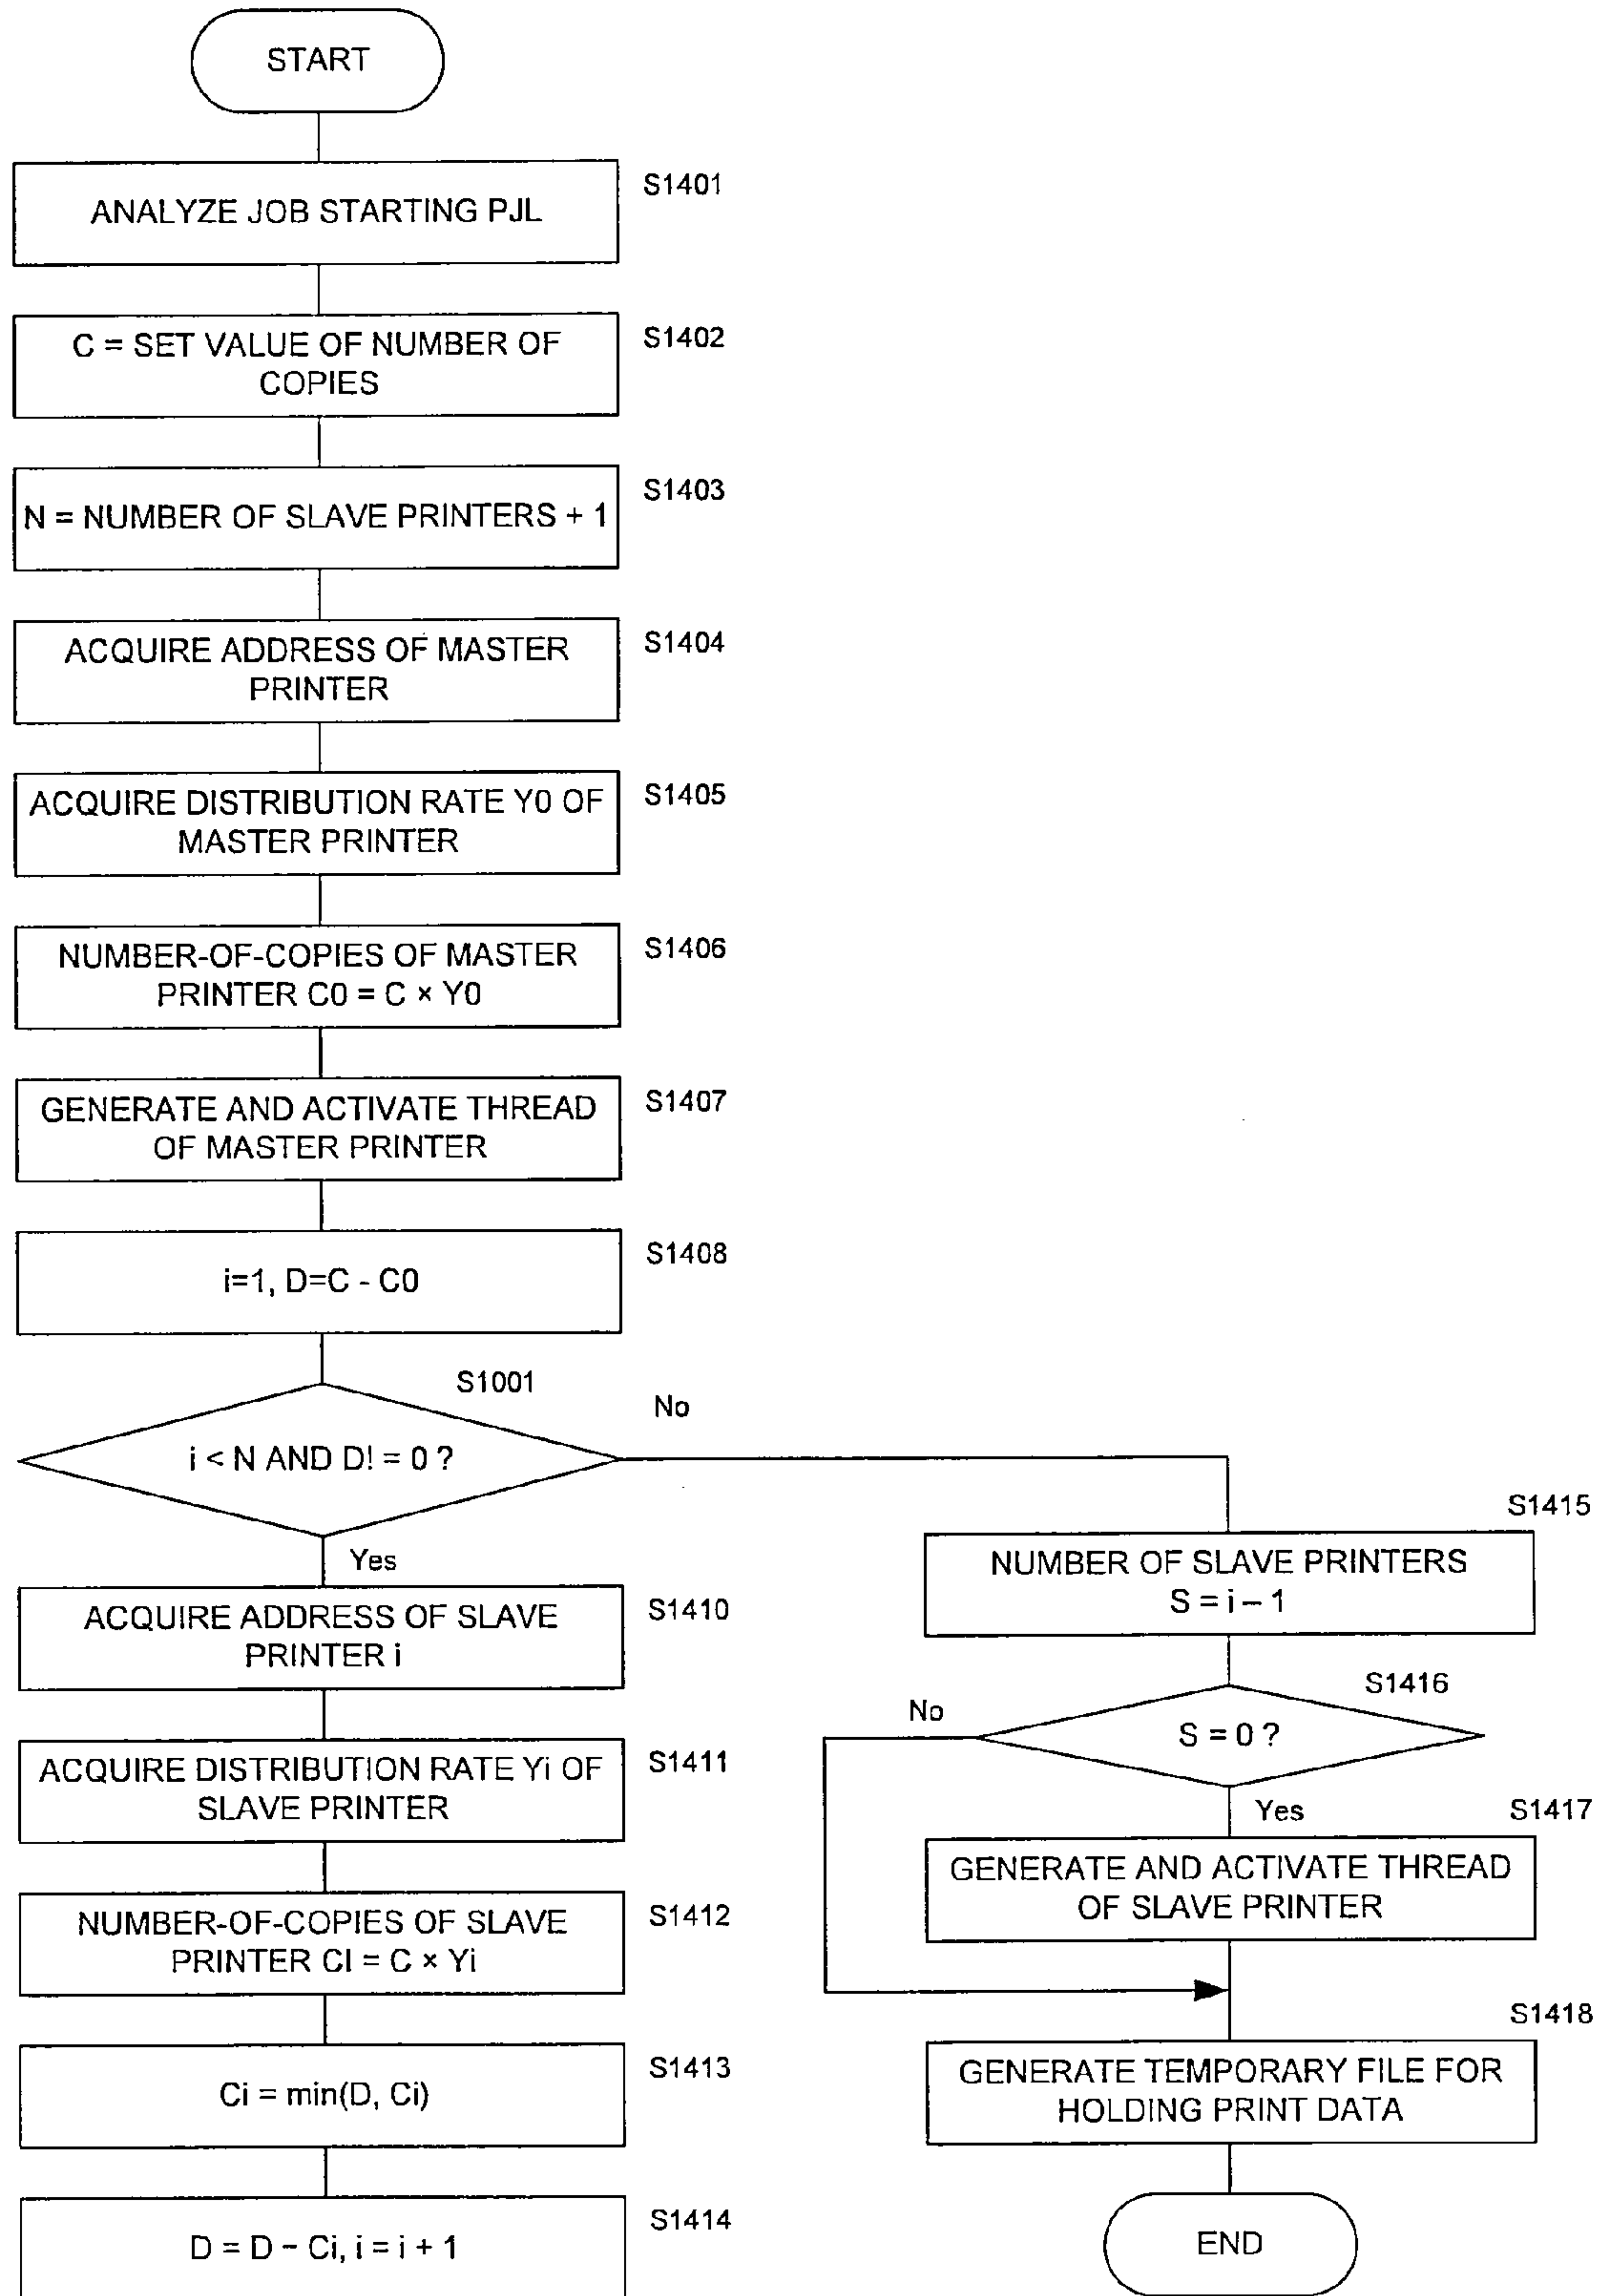 START
ANALYZE JOB STARTING PJL
S1401
C = SET VALUE OF NUMBER OF
COPIES
S1402
N = NUMBER OF SLAVE PRINTERS + 1
S1403
ACQUIRE ADDRESS OF MASTER
PRINTER
S1404
ACQUIRE DISTRIBUTION RATE Y0 OF
MASTER PRINTER
S1405
NUMBER-OF-COPIES OF MASTER
PRINTER C0 = C × Y0
S1406
GENERATE AND ACTIVATE THREAD
OF MASTER PRINTER
S1407
i=1, D=C - C0
S1408
S1001
i < N AND D! = 0 ?
No
Yes
ACQUIRE ADDRESS OF SLAVE
PRINTER i
S1410
ACQUIRE DISTRIBUTION RATE Yi OF
SLAVE PRINTER
S1411
NUMBER-OF-COPIES OF SLAVE
PRINTER CI = C × Yi
S1412
Ci = min(D, Ci)
S1413
D = D − Ci, i = i + 1
S1414
S1415
NUMBER OF SLAVE PRINTERS
S = i – 1
S1416
S = 0 ?
No
Yes
S1417
GENERATE AND ACTIVATE THREAD
OF SLAVE PRINTER
S1418
GENERATE TEMPORARY FILE FOR
HOLDING PRINT DATA
END